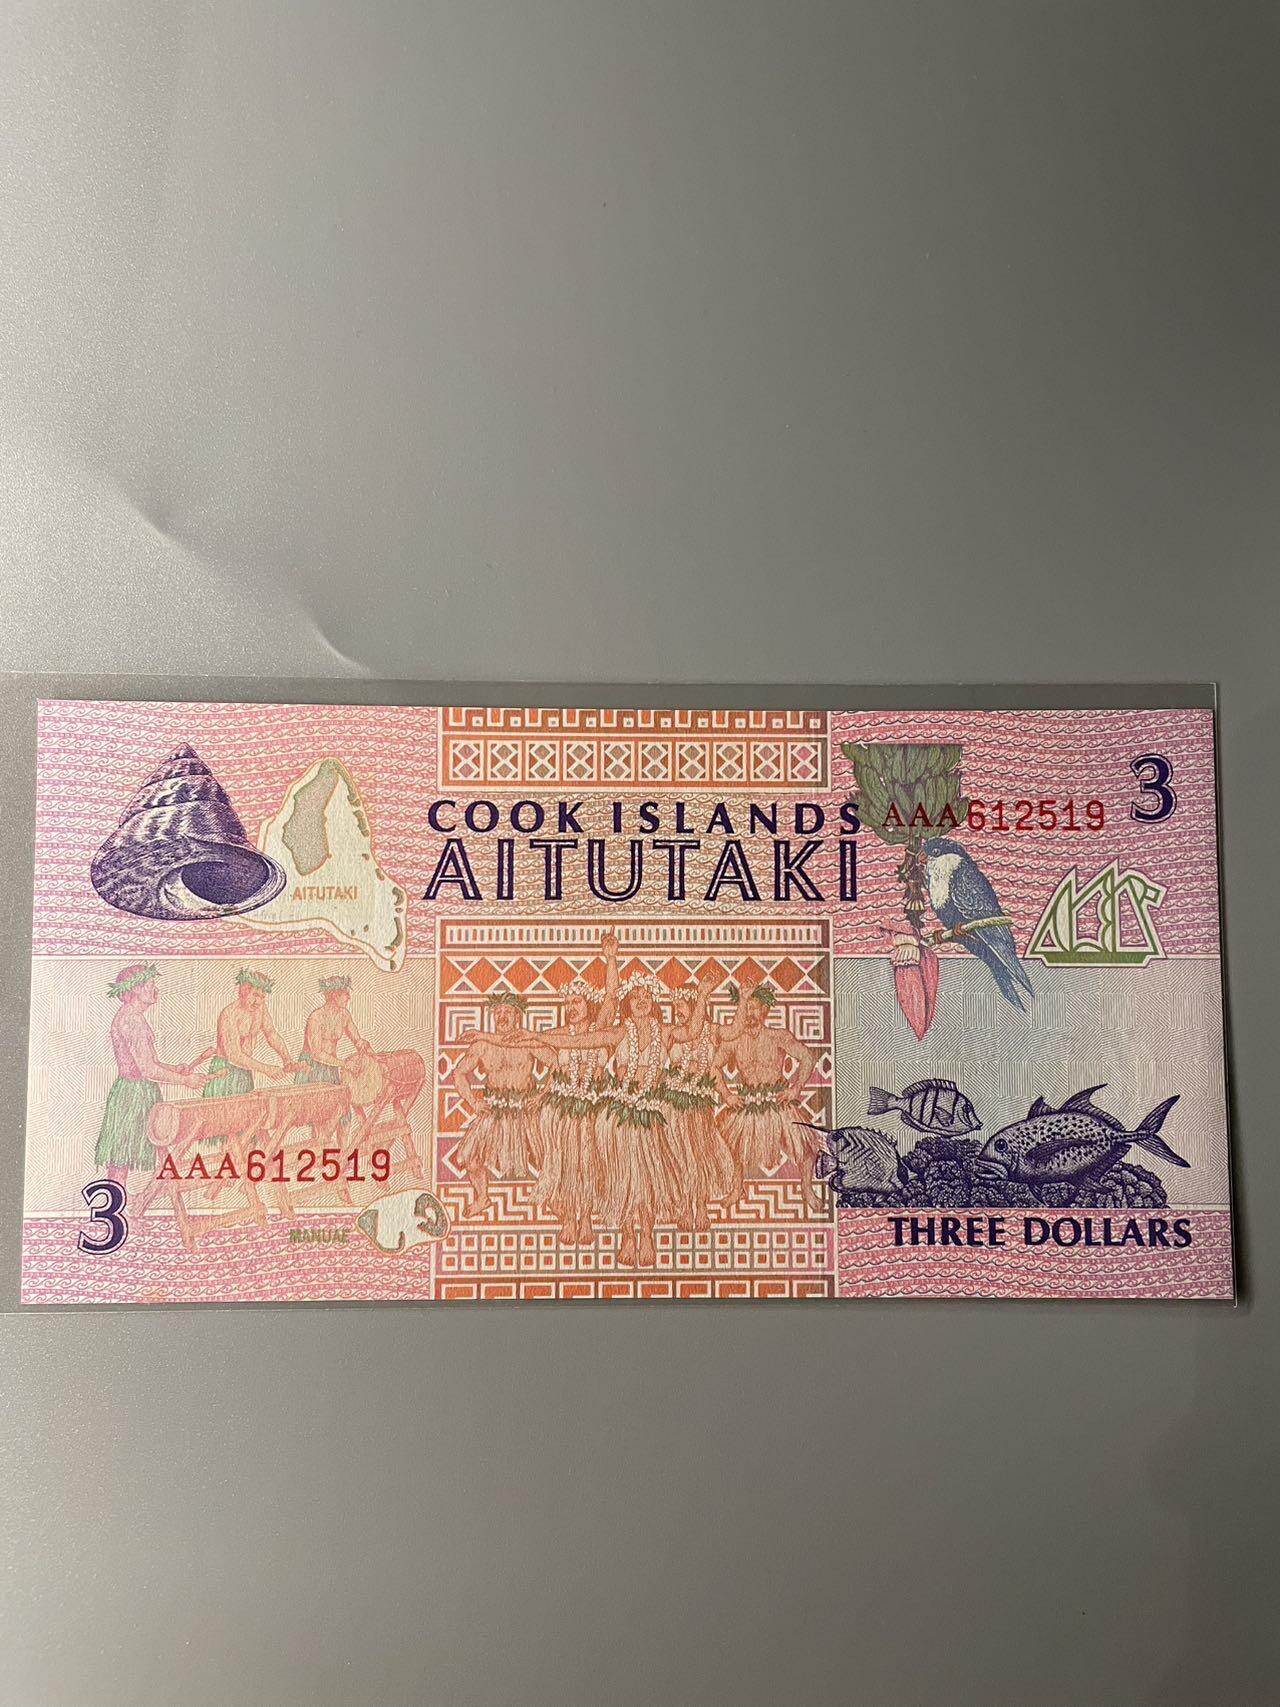 COOK ISLANDS
AITUTAKI
AAA612519
3
AITUTAKI
AAA612519
3
MANUAE
THREE DOLLARS